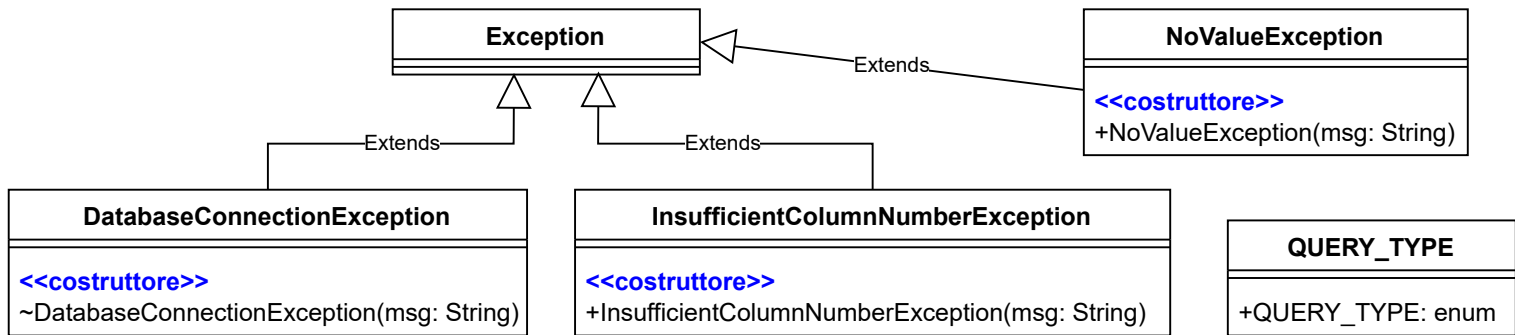 Exception
NoValueException
<<costruttore>>
+NoValueException(msg: String)
Extends
Extends
Extends
DatabaseConnectionException
<<costruttore>>
~DatabaseConnectionException(msg: String)
InsufficientColumnNumberException
<<costruttore>>
+InsufficientColumnNumberException(msg: String)
QUERY_TYPE
+QUERY_TYPE: enum